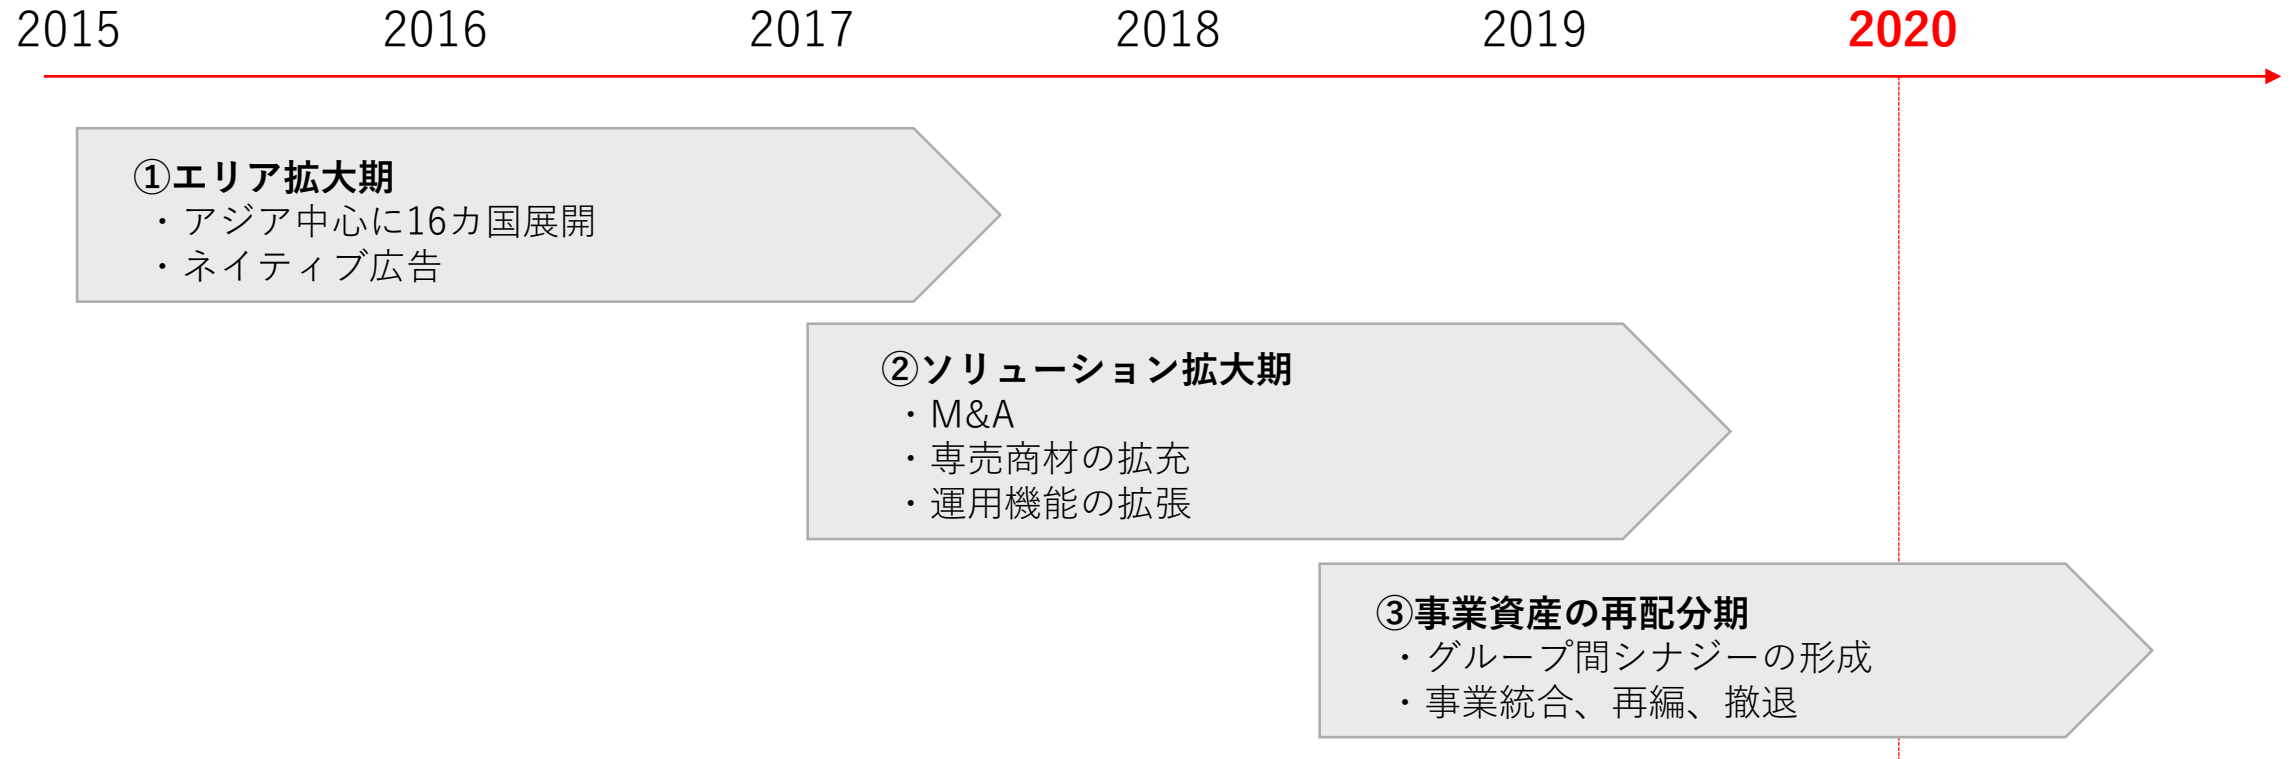 2015 2016 2017 2018 2019 2020
①エリア拡大期
・アジア中心に16カ国展開
・ネイティブ広告
②ソリューション拡大期
・M&A
・専売商材の拡充
・運用機能の拡張
③事業資産の再配分期
・グループ間シナジーの形成
・事業統合、再編、撤退